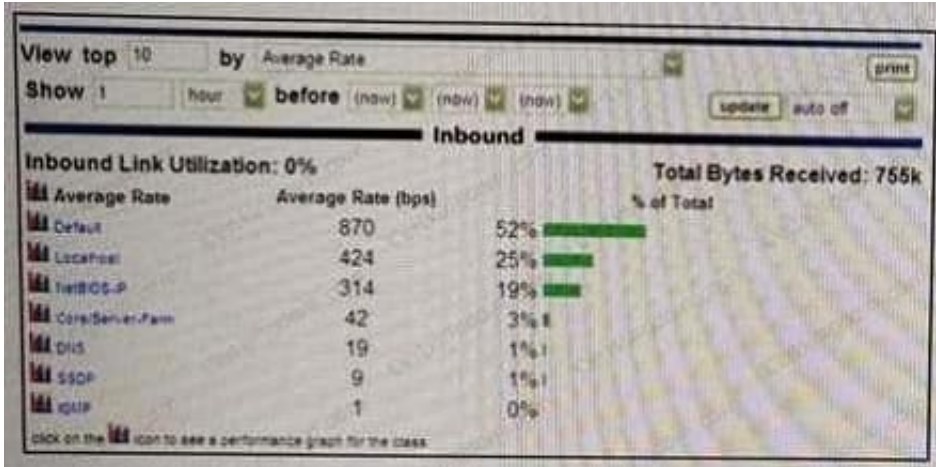 View top 10 by Average Rate print
Show 1 hour before (now) (now) (now) update auto off
Inbound
Inbound Link Utilization: 0% Total Bytes Received: 755k
Average Rate Average Rate (bps) % of Total
Default 870 52%
Localhost 424 25%
NetBIOS-IP 314 19%
Core/Server-Farm 42 3%
DNS 19 1%
SSDP 9 1%
1 0%
click on the icon to see a performance graph for the class